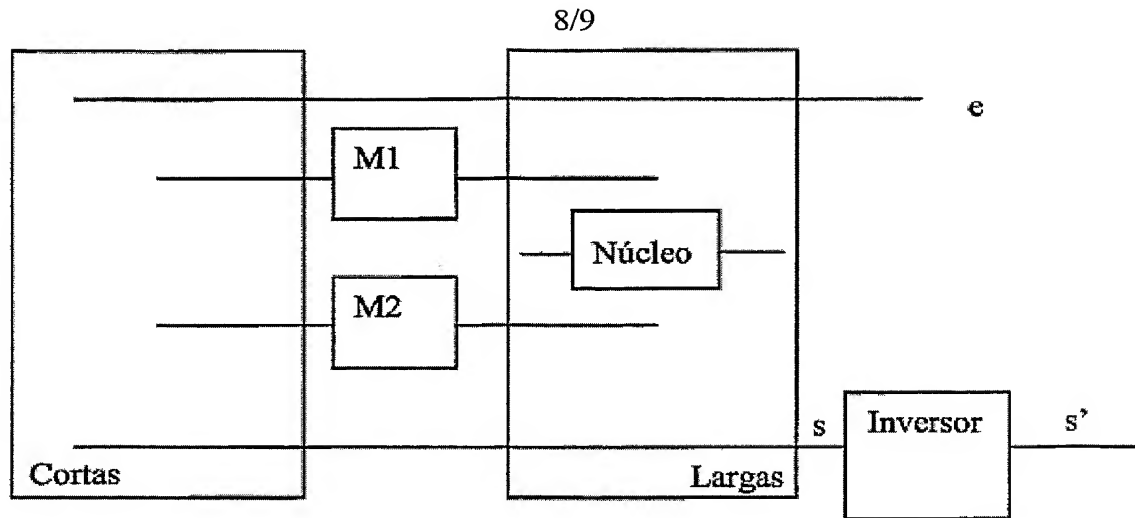 8/9
e
M1
Núcleo
M2
s
Inversor
s’
Cortas
Largas